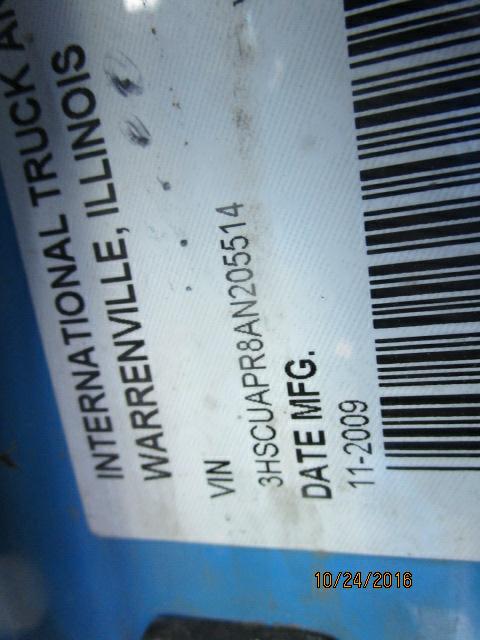 INTERNATIONAL TRUCK
WARRENVILLE, ILLINOIS
VIN
3HSCUAPR8AN205514
DATE MFG.
11-2009
10/24/2016